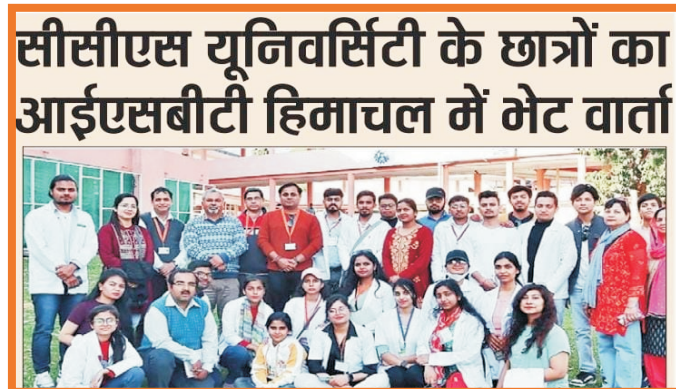 सीसीएस यूनिवर्सिटी के छात्रों का
आईएसबीटी हिमाचल में भेट वार्ता